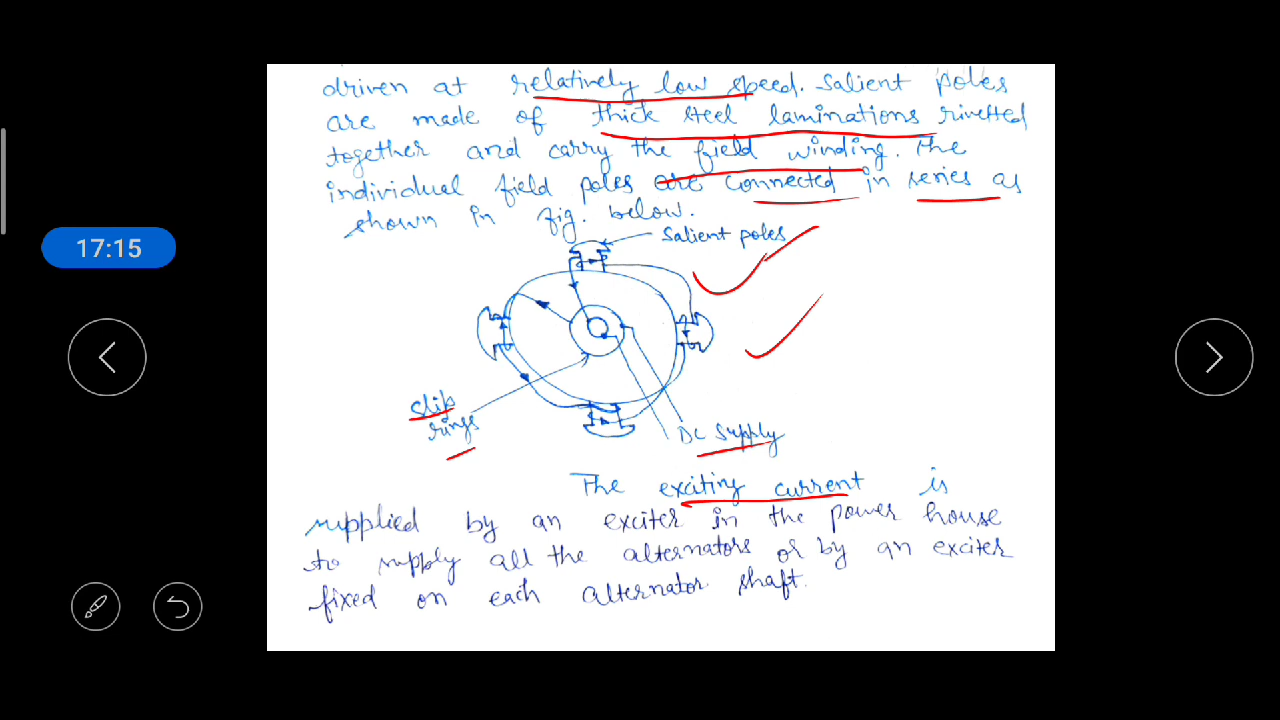 driven at relatively low speed. Salient poles
are made of thick steel laminations rivetted
together and carry the field winding. The
individual field poles are connected in series as
shown in fig. below.
Salient poles
17:15
slip
rings
DC supply
The exciting current is
supplied by an exciter in the power house
to supply all the alternators or by an exciter
fixed on each alternator shaft.